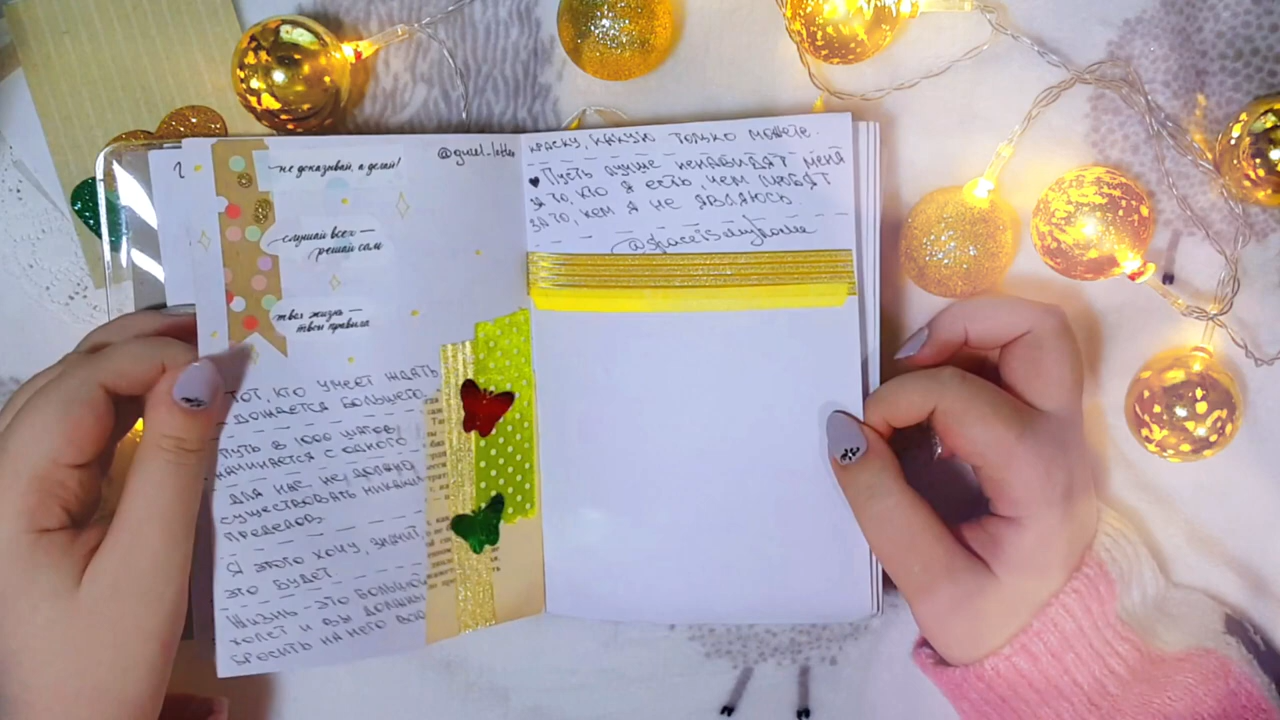 @guzel_lettes
не доказывай, а делай!
слушай всех —
решай сам
твоя жизнь —
твои правила
Тот, кто умеет ждать
дождается большего.
Путь в 1000 шагов
начинается с одного
Для нас не должно
существовать никаких
пределов.
Я этого хочу, значит,
это будет.
Жизнь - это большой
холст и вы должны
бросить на него всю
краску, какую только можете.
♥Пусть лучше ненавидят меня
за то, кто я есть, чем любят
за то, кем я не являюсь.
@spaceismyhome